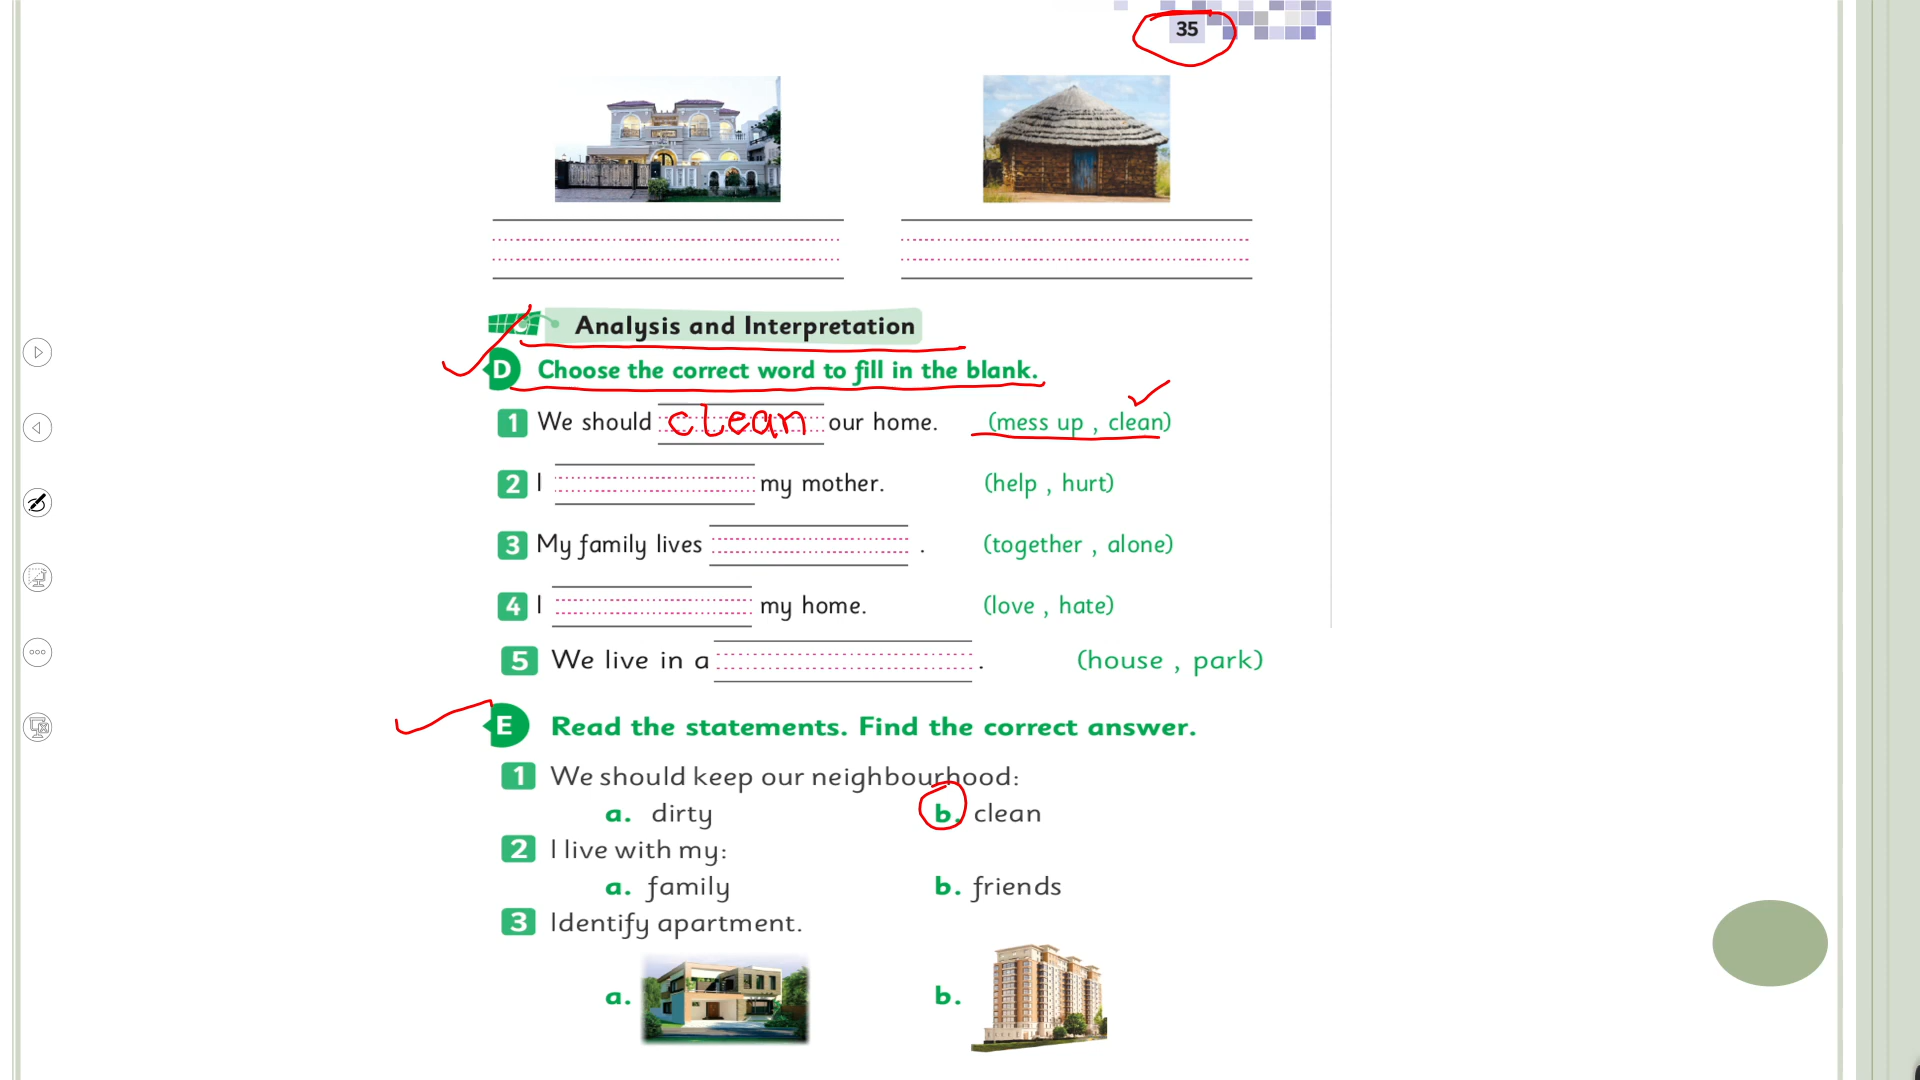 35
Analysis and Interpretation
D Choose the correct word to fill in the blank.
1 We should clean our home. (mess up , clean)
2 I my mother. (help , hurt)
3 My family lives . (together , alone)
4 I my home. (love , hate)
5 We live in a . (house , park)
E Read the statements. Find the correct answer.
1 We should keep our neighbourhood:
a. dirty b. clean
2 I live with my:
a. family b. friends
3 Identify apartment.
a. b.